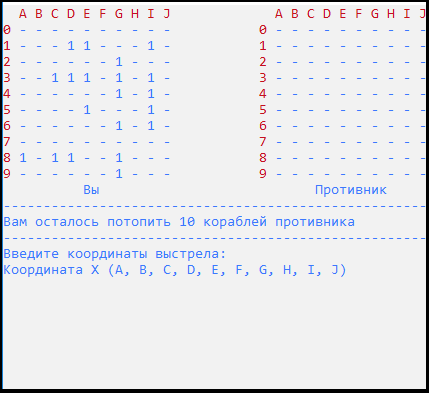 A B C D E F G H I J A B C D E F G H I J
0 - - - - - - - - - - 0 - - - - - - - - - -
1 - - - 1 1 - - - 1 - 1 - - - - - - - - - -
2 - - - - - - 1 - - - 2 - - - - - - - - - -
3 - - 1 1 1 - 1 - 1 - 3 - - - - - - - - - -
4 - - - - - - 1 - 1 - 4 - - - - - - - - - -
5 - - - - 1 - - - 1 - 5 - - - - - - - - - -
6 - - - - - - 1 - 1 - 6 - - - - - - - - - -
7 - - - - - - - - - - 7 - - - - - - - - - -
8 1 - 1 1 - - 1 - - - 8 - - - - - - - - - -
9 - - - - - - 1 - - - 9 - - - - - - - - - -
Вы Противник
-----------------------------------------------------
Вам осталось потопить 10 кораблей противника
-----------------------------------------------------
Введите координаты выстрела:
Координата X (A, B, C, D, E, F, G, H, I, J)